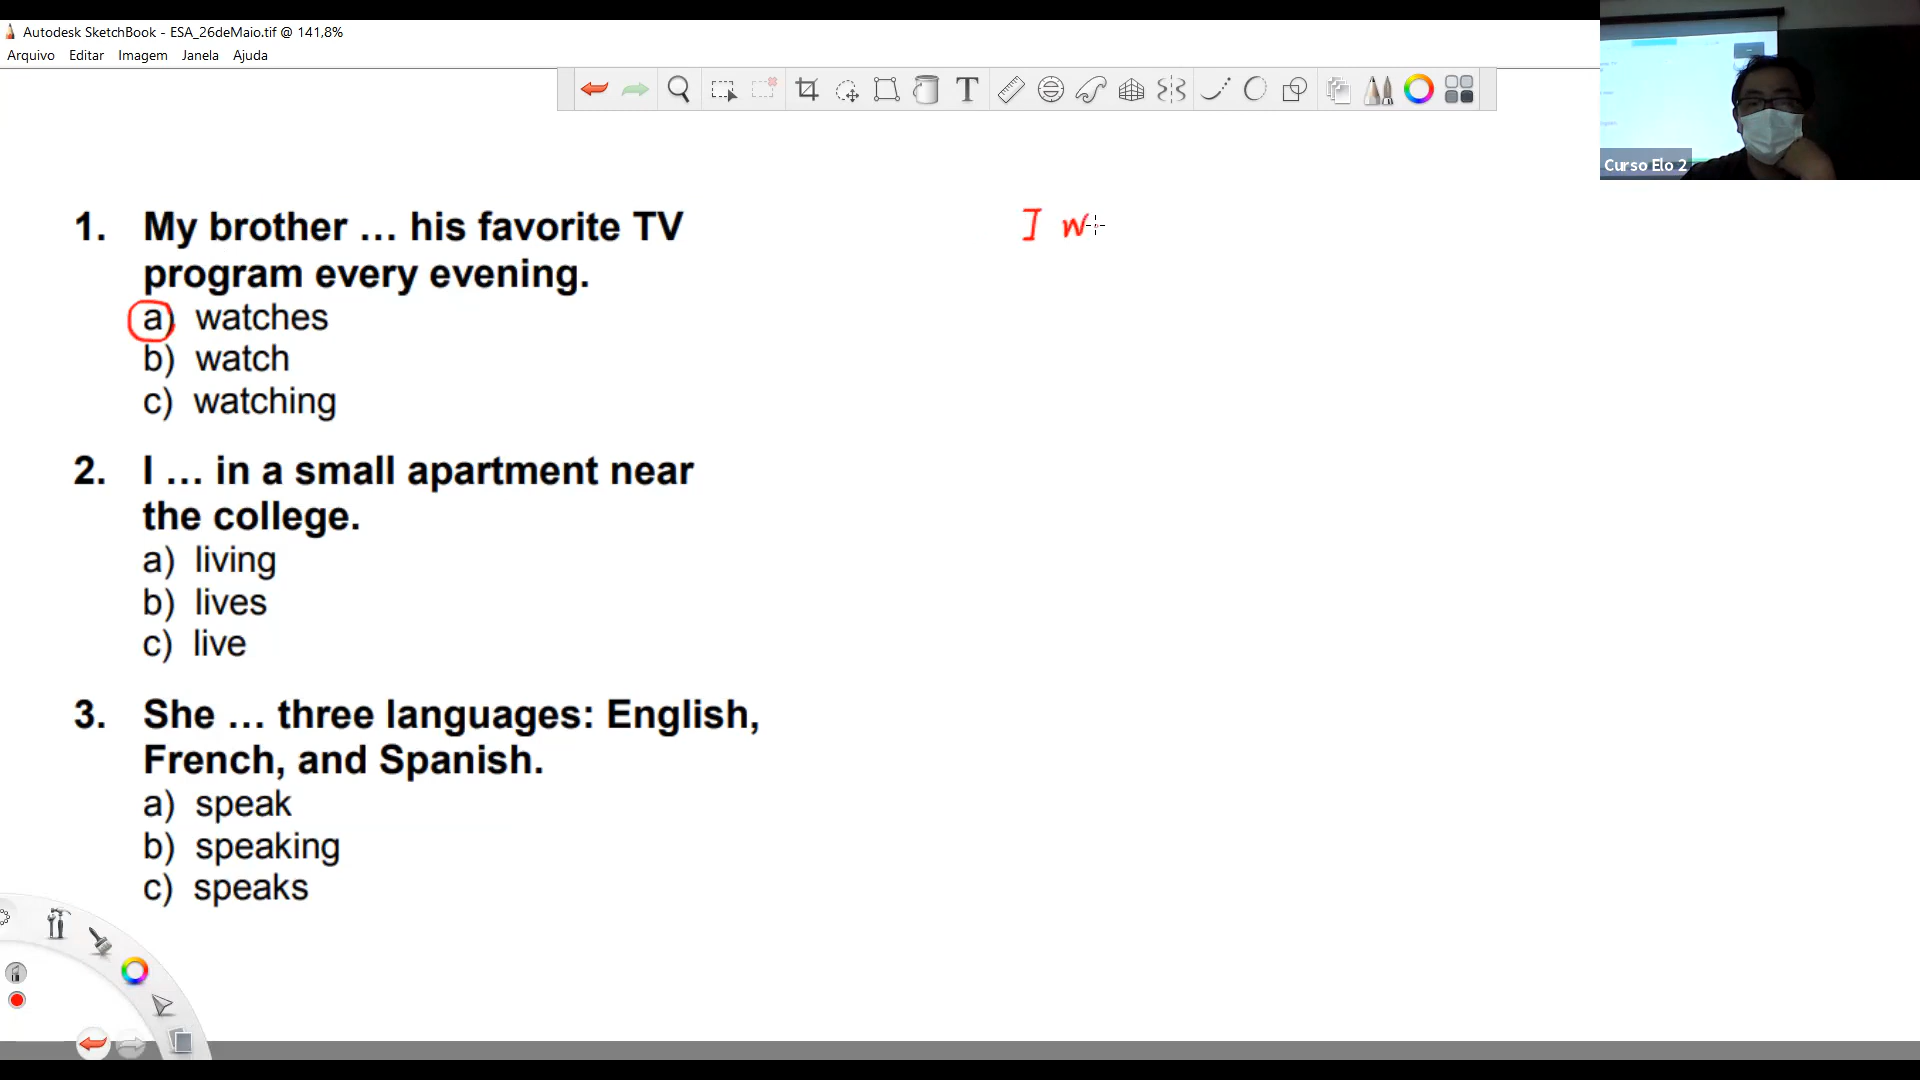 Autodesk SketchBook - ESA_26deMaio.tif @ 141,8%
Arquivo Editar Imagem Janela Ajuda
T
Curso Elo 2
1. My brother … his favorite TV
program every evening.
a) watches
b) watch
c) watching
I w
2. I … in a small apartment near
the college.
a) living
b) lives
c) live
3. She … three languages: English,
French, and Spanish.
a) speak
b) speaking
c) speaks